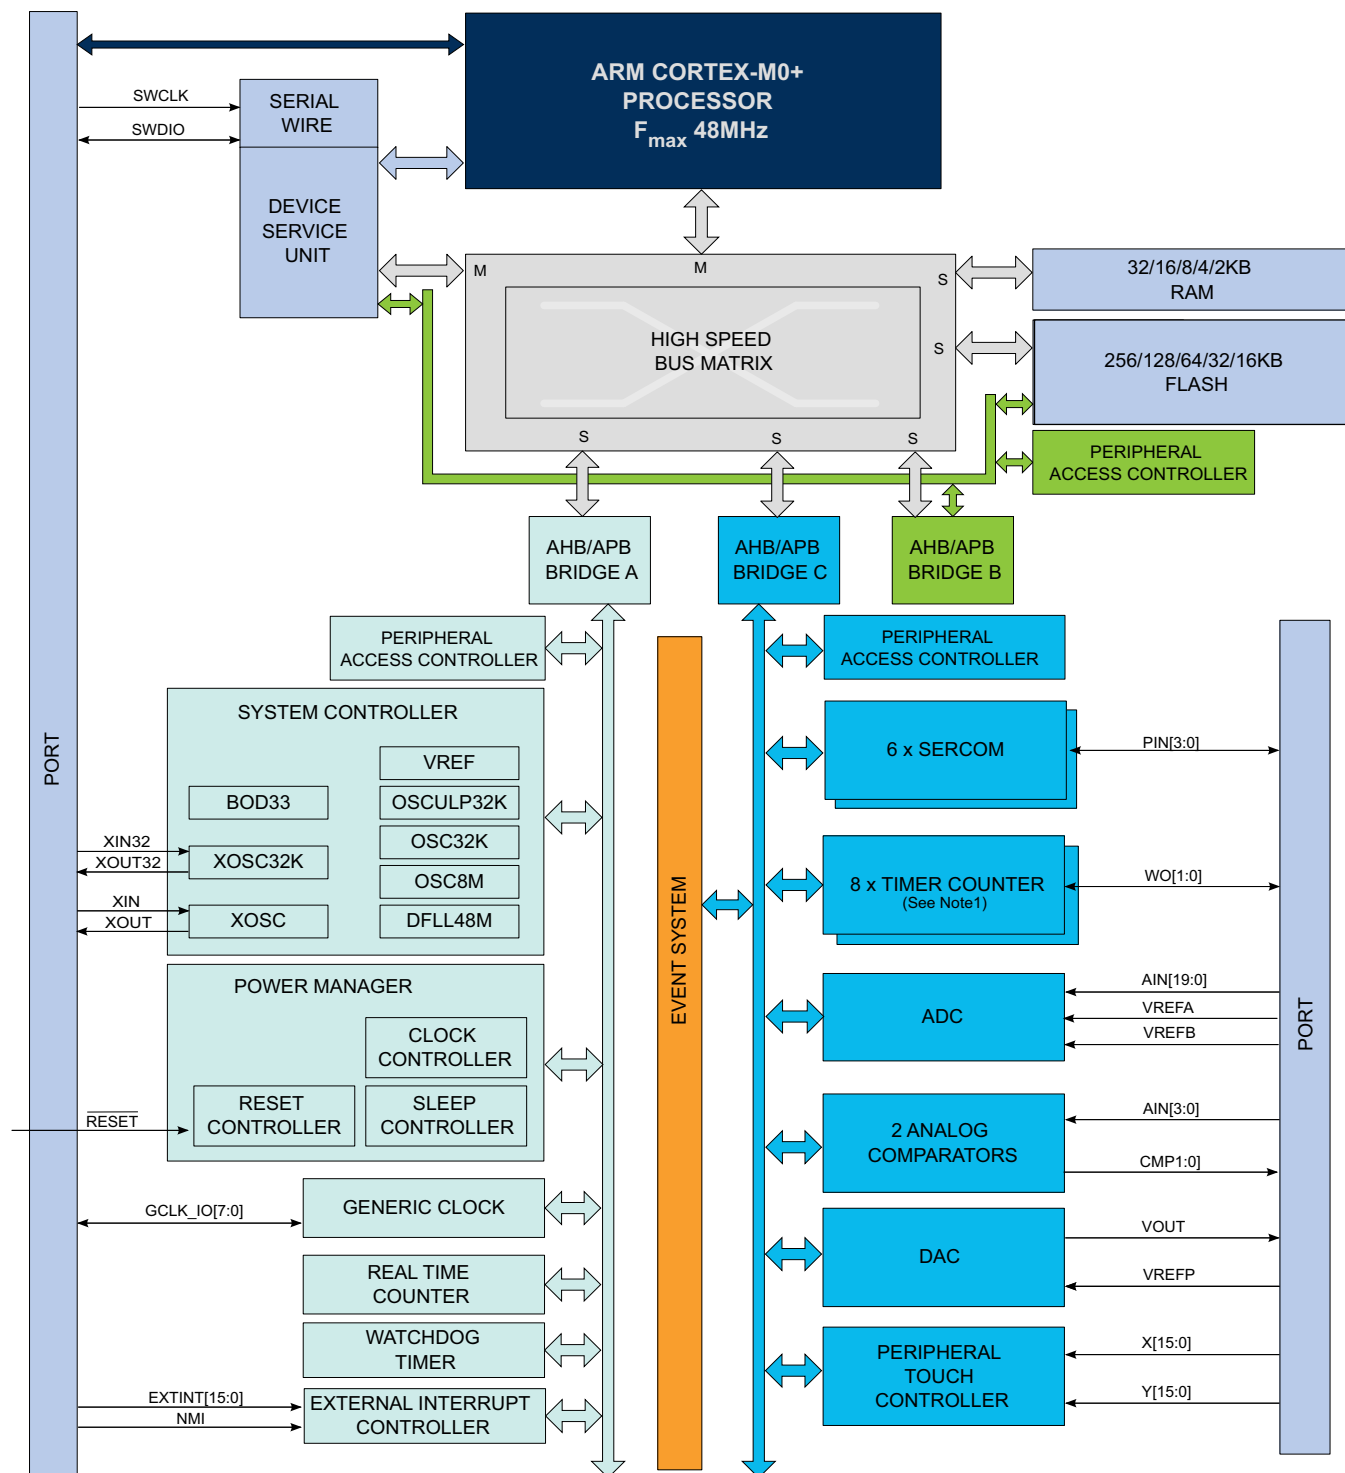 ARM CORTEX-M0+
PROCESSOR
Fmax 48MHz
SWCLK
SWDIO
SERIAL
WIRE
DEVICE
SERVICE
UNIT
M
M
S
32/16/8/4/2KB
RAM
HIGH SPEED
BUS MATRIX
S
256/128/64/32/16KB
FLASH
S
S
S
PERIPHERAL
ACCESS CONTROLLER
AHB/APB
BRIDGE A
AHB/APB
BRIDGE C
AHB/APB
BRIDGE B
PORT
PERIPHERAL
ACCESS CONTROLLER
SYSTEM CONTROLLER
VREF
BOD33
OSCULP32K
OSC32K
XIN32
XOUT32
XOSC32K
OSC8M
XIN
XOUT
XOSC
DFLL48M
POWER MANAGER
CLOCK
CONTROLLER
RESET
RESET
CONTROLLER
SLEEP
CONTROLLER
GCLK_IO[7:0]
GENERIC CLOCK
REAL TIME
COUNTER
WATCHDOG
TIMER
EXTINT[15:0]
NMI
EXTERNAL INTERRUPT
CONTROLLER
EVENT SYSTEM
PERIPHERAL
ACCESS CONTROLLER
6 x SERCOM
PIN[3:0]
8 x TIMER COUNTER
(See Note1)
WO[1:0]
ADC
AIN[19:0]
VREFA
VREFB
2 ANALOG
COMPARATORS
AIN[3:0]
CMP1:0]
DAC
VOUT
VREFP
PERIPHERAL
TOUCH
CONTROLLER
X[15:0]
Y[15:0]
PORT